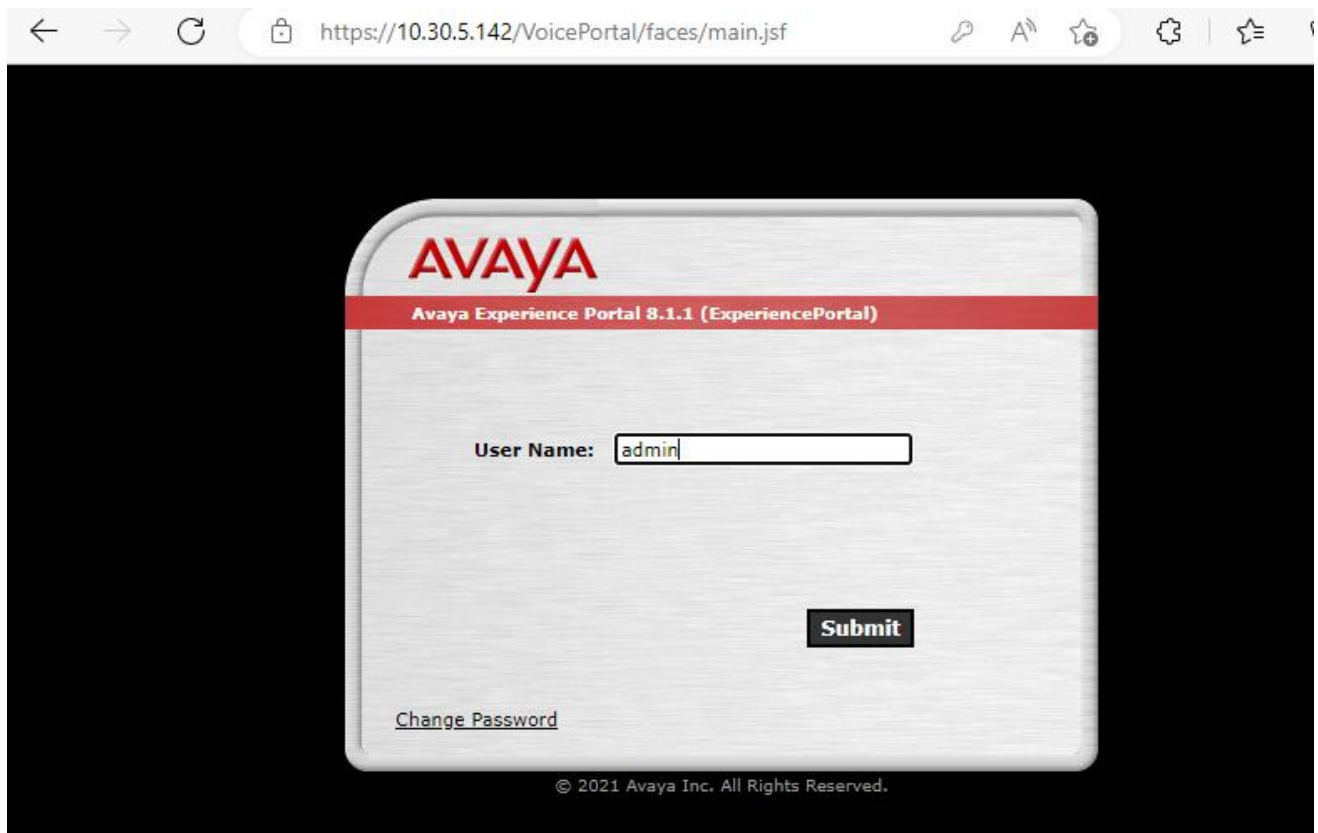 https://10.30.5.142/VoicePortal/faces/main.jsf
AVAYA
Avaya Experience Portal 8.1.1 (ExperiencePortal)
User Name: admin
Submit
Change Password
© 2021 Avaya Inc. All Rights Reserved.